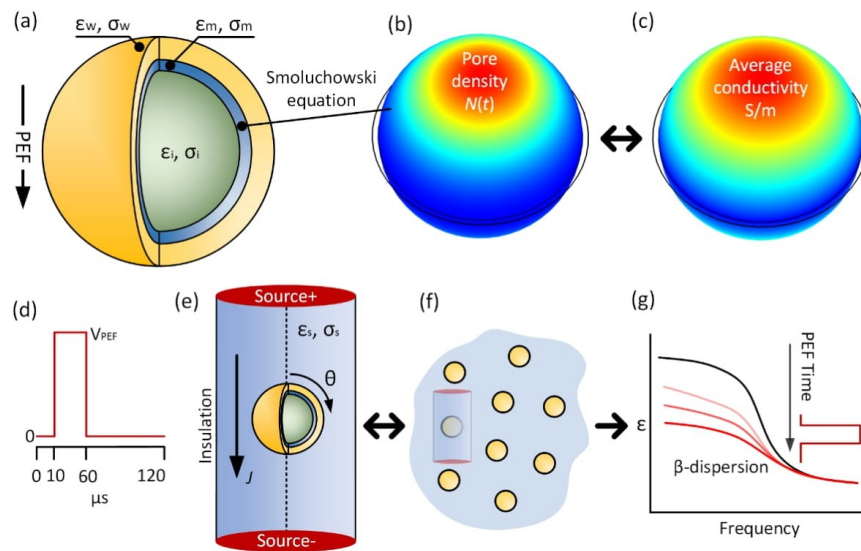 (a)
εw, σw
εm, σm
Smoluchowski
equation
PEF
εi, σi
(b)
Pore
density
N(t)
(c)
Average
conductivity
S/m
(d)
VPEF
0
0 10 60 120
μs
(e)
Source+
εs, σs
θ
Insulation
J
Source-
(f)
(g)
PEF Time
ε
β-dispersion
Frequency